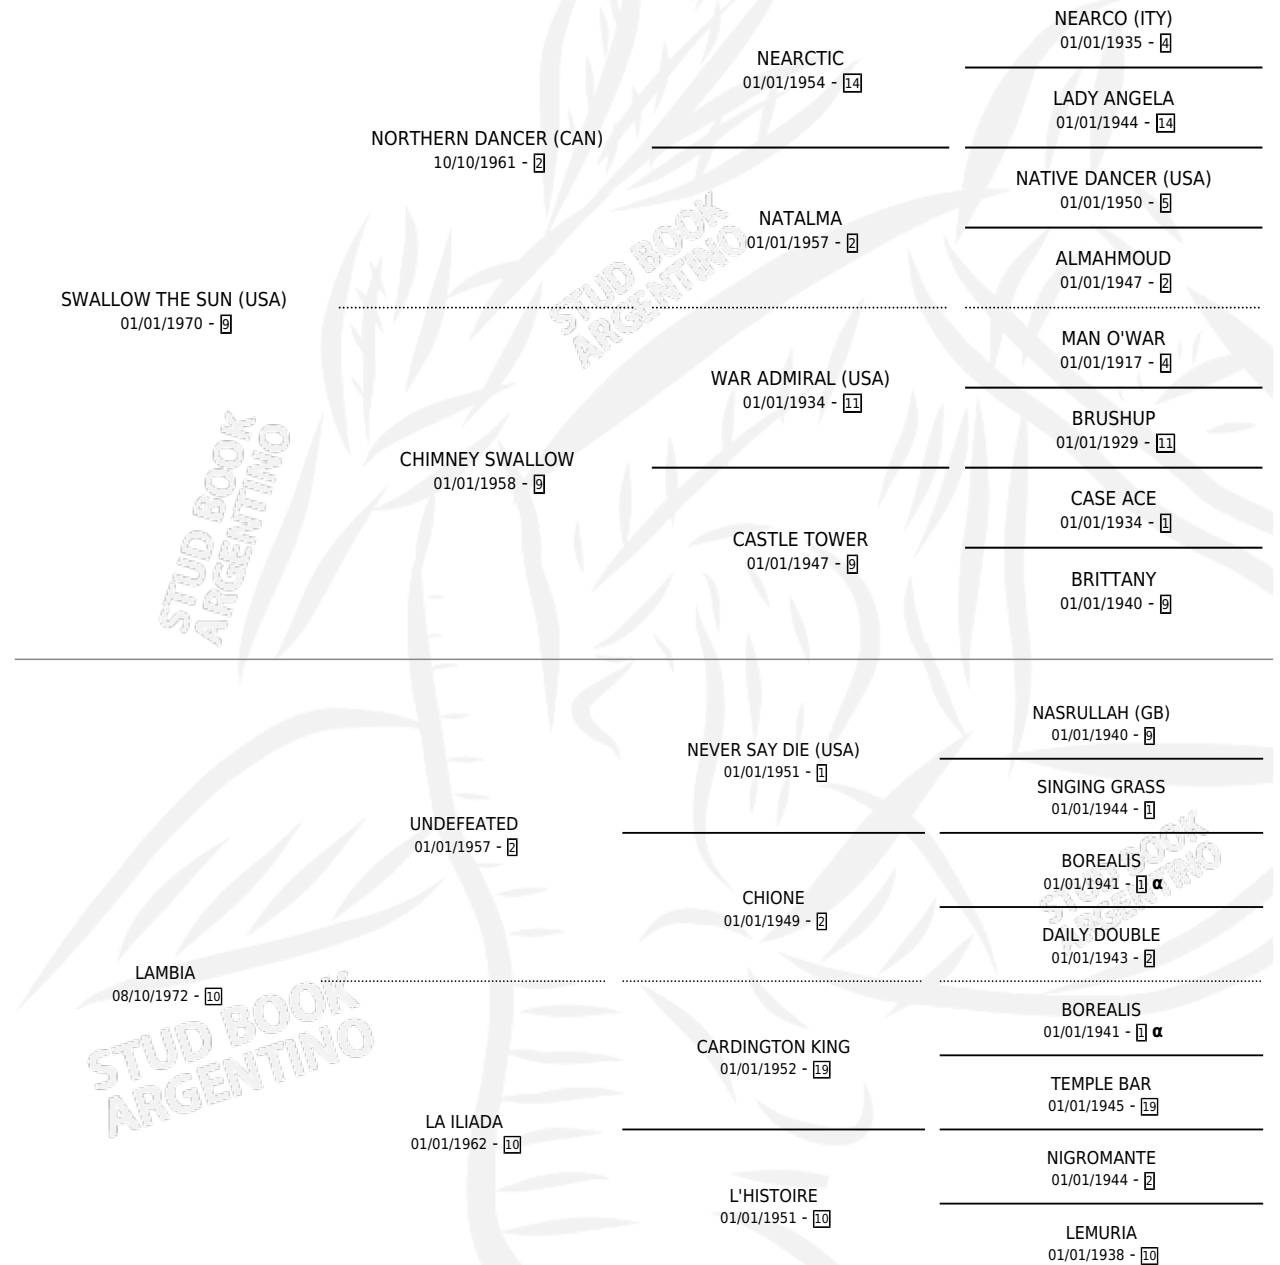 NEARCO (ITY)
01/01/1935 - 4
NEARCTIC
01/01/1954 - 14
LADY ANGELA
01/01/1944 - 14
NORTHERN DANCER (CAN)
10/10/1961 - 2
NATIVE DANCER (USA)
01/01/1950 - 5
NATALMA
01/01/1957 - 2
ALMAHMOUD
01/01/1947 - 2
SWALLOW THE SUN (USA)
01/01/1970 - 9
MAN O'WAR
01/01/1917 - 4
WAR ADMIRAL (USA)
01/01/1934 - 11
BRUSHUP
01/01/1929 - 11
CHIMNEY SWALLOW
01/01/1958 - 9
CASE ACE
01/01/1934 - 1
CASTLE TOWER
01/01/1947 - 9
BRITTANY
01/01/1940 - 9
NASRULLAH (GB)
01/01/1940 - 9
NEVER SAY DIE (USA)
01/01/1951 - 1
SINGING GRASS
01/01/1944 - 1
UNDEFEATED
01/01/1957 - 2
BOREALIS
01/01/1941 - 1 α
CHIONE
01/01/1949 - 2
DAILY DOUBLE
01/01/1943 - 2
LAMBIA
08/10/1972 - 10
BOREALIS
01/01/1941 - 1 α
CARDINGTON KING
01/01/1952 - 19
TEMPLE BAR
01/01/1945 - 19
LA ILIADA
01/01/1962 - 10
NIGROMANTE
01/01/1944 - 2
L'HISTOIRE
01/01/1951 - 10
LEMURIA
01/01/1938 - 10
STUD BOOK
ARGENTINO
STUD BOOK
ARGENTINO
STUD BOOK
ARGENTINO
STUD BOOK
ARGENTINO